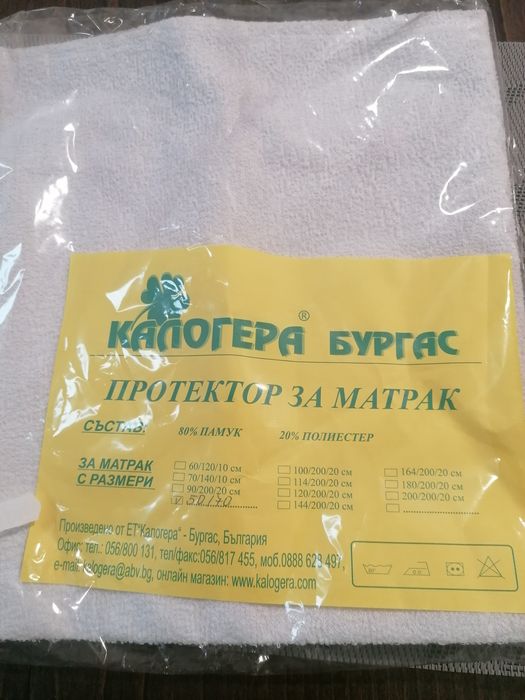 КАЛОГЕРА ® БУРГАС
ПРОТЕКТОР ЗА МАТРАК
СЪСТАВ: 80% ПАМУК 20% ПОЛИЕСТЕР
ЗА МАТРАК
С РАЗМЕРИ
60/120/10 см
70/140/10 см
90/200/20 см
50/70
100/200/20 см
114/200/20 см
120/200/20 см
144/200/20 см
164/200/20 см
180/200/20 см
200/200/20 см
Произведено от ЕТ"Калогера" - Бургас, България
Офис: тел.: 056/800 131, тел/факс:056/817 455, моб.0888 628 497,
e-mail: kalogera@abv.bg, онлайн магазин: www.kalogera.com